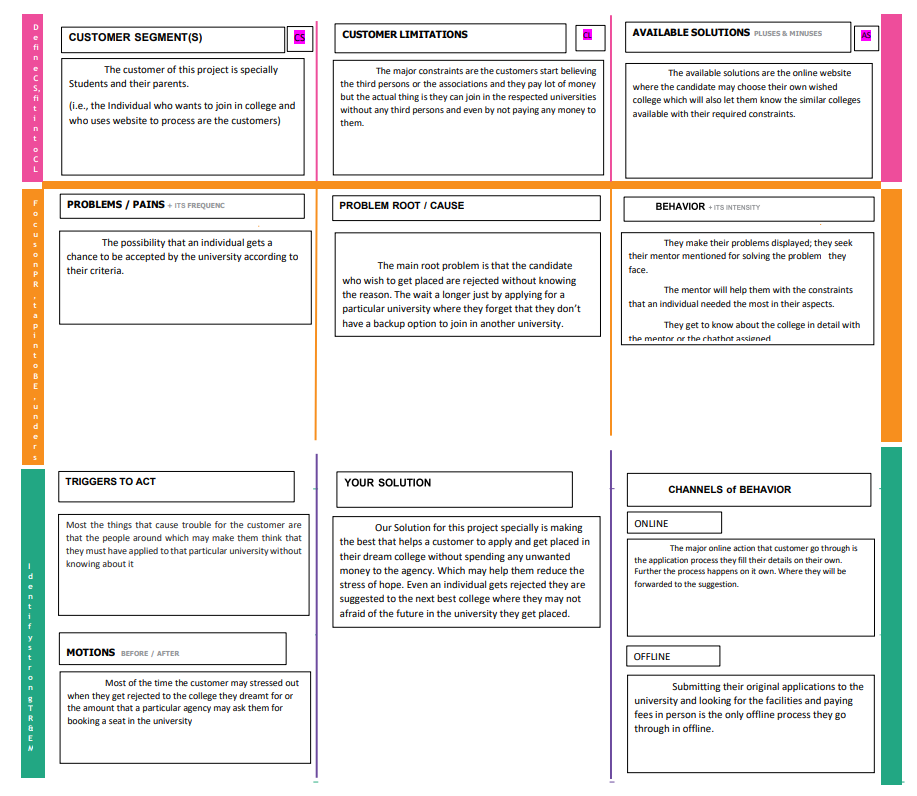 Define CS, fit into CL
CUSTOMER SEGMENT(S)
CS
The customer of this project is specially
Students and their parents.
(i.e., the Individual who wants to join in college and
who uses website to process are the customers)
CUSTOMER LIMITATIONS
CL
The major constraints are the customers start believing
the third persons or the associations and they pay lot of money
but the actual thing is they can join in the respected universities
without any third persons and even by not paying any money to
them.
AVAILABLE SOLUTIONS PLUSES & MINUSES
AS
The available solutions are the online website
where the candidate may choose their own wished
college which will also let them know the similar colleges
available with their required constraints.
Focus on PR, tap into BE, unders
PROBLEMS / PAINS + ITS FREQUENC
The possibility that an individual gets a
chance to be accepted by the university according to
their criteria.
PROBLEM ROOT / CAUSE
The main root problem is that the candidate
who wish to get placed are rejected without knowing
the reason. The wait a longer just by applying for a
particular university where they forget that they don't
have a backup option to join in another university.
BEHAVIOR + ITS INTENSITY
They make their problems displayed; they seek
their mentor mentioned for solving the problem they
face.
The mentor will help them with the constraints
that an individual needed the most in their aspects.
They get to know about the college in detail with
the mentor or the chatbot assigned
Identify strong TR & EM
TRIGGERS TO ACT
Most the things that cause trouble for the customer are
that the people around which may make them think that
they must have applied to that particular university without
knowing about it
MOTIONS BEFORE / AFTER
Most of the time the customer may stressed out
when they get rejected to the college they dreamt for or
the amount that a particular agency may ask them for
booking a seat in the university
YOUR SOLUTION
Our Solution for this project specially is making
the best that helps a customer to apply and get placed in
their dream college without spending any unwanted
money to the agency. Which may help them reduce the
stress of hope. Even an individual gets rejected they are
suggested to the next best college where they may not
afraid of the future in the university they get placed.
CHANNELS of BEHAVIOR
ONLINE
The major online action that customer go through is
the application process they fill their details on their own.
Further the process happens on it own. Where they will be
forwarded to the suggestion.
OFFLINE
Submitting their original applications to the
university and looking for the facilities and paying
fees in person is the only offline process they go
through in offline.